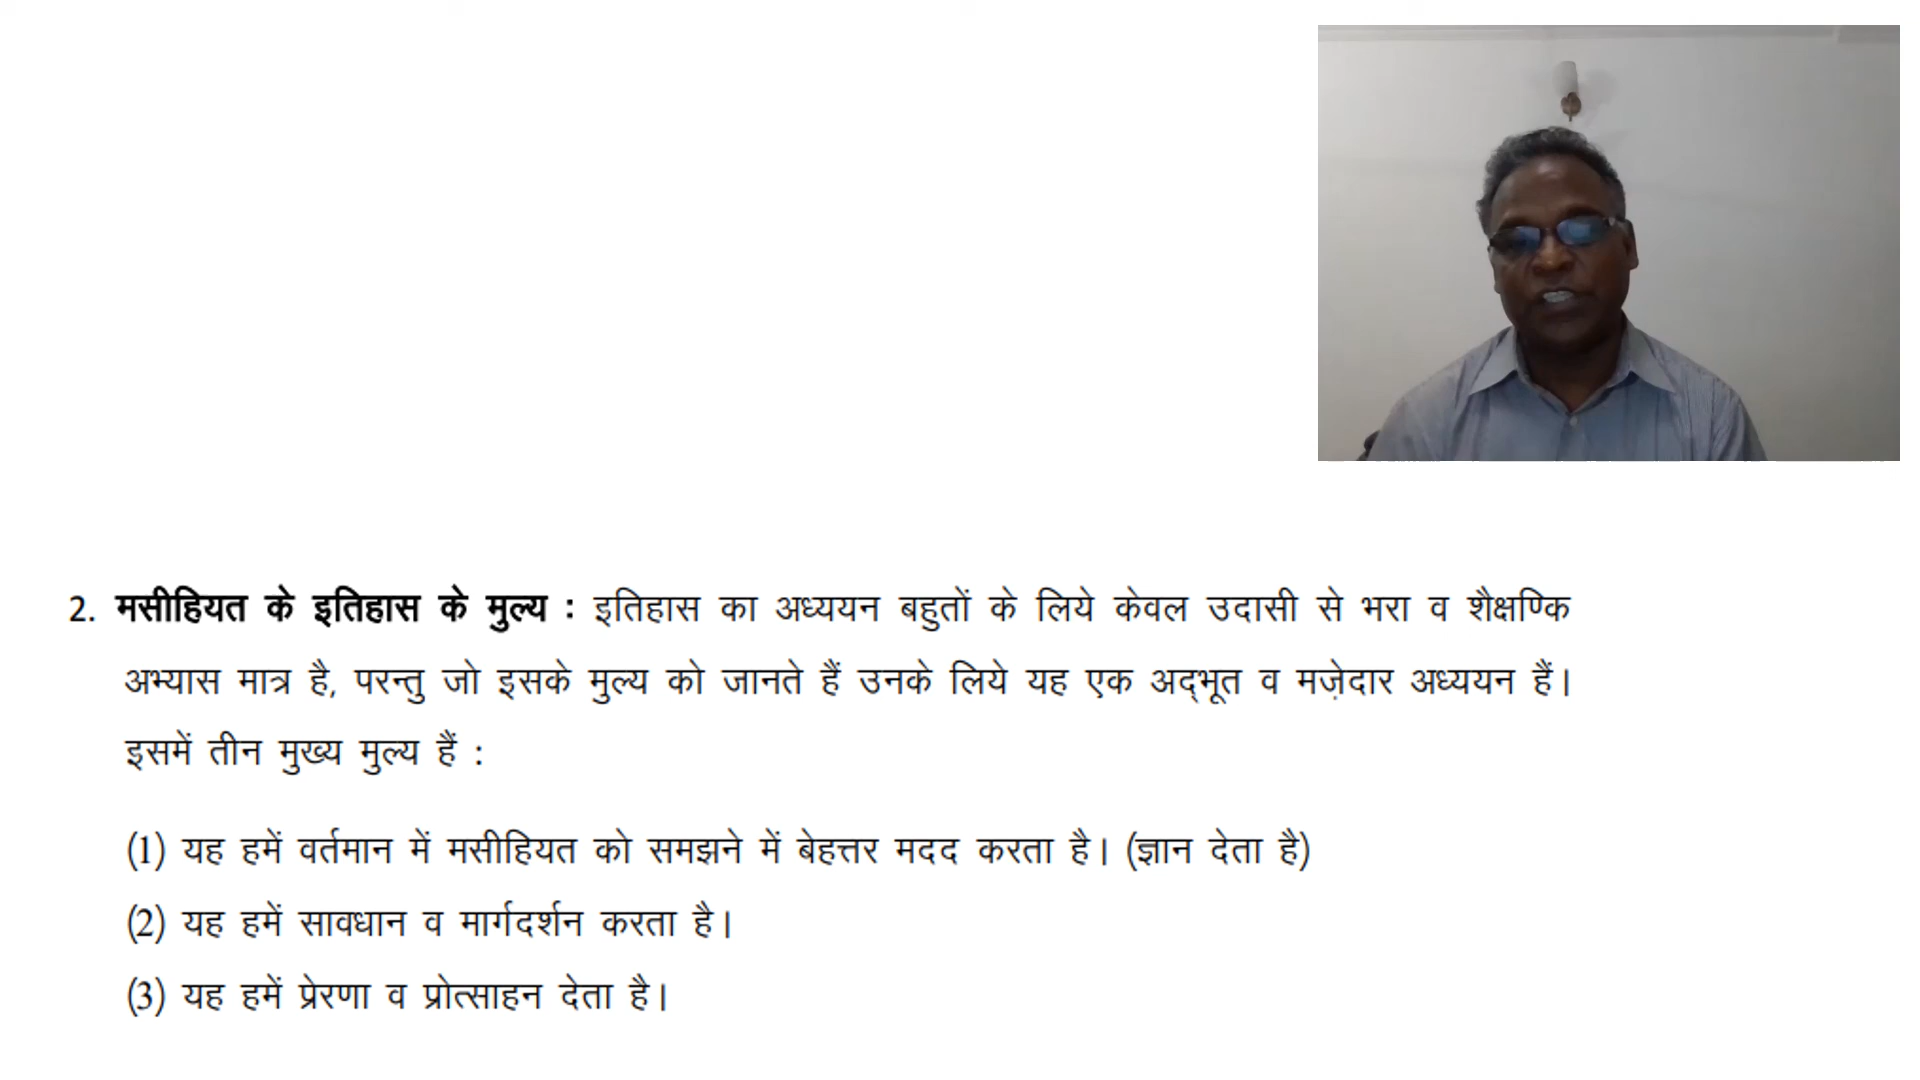 2. मसीहियत के इतिहास के मुल्य : इतिहास का अध्ययन बहुतों के लिये केवल उदासी से भरा व शैक्षण्कि
अभ्यास मात्र है, परन्तु जो इसके मुल्य को जानते हैं उनके लिये यह एक अद्भूत व मज़ेदार अध्ययन हैं।
इसमें तीन मुख्य मुल्य हैं :
(1) यह हमें वर्तमान में मसीहियत को समझने में बेहत्तर मदद करता है। (ज्ञान देता है)
(2) यह हमें सावधान व मार्गदर्शन करता है।
(3) यह हमें प्रेरणा व प्रोत्साहन देता है।